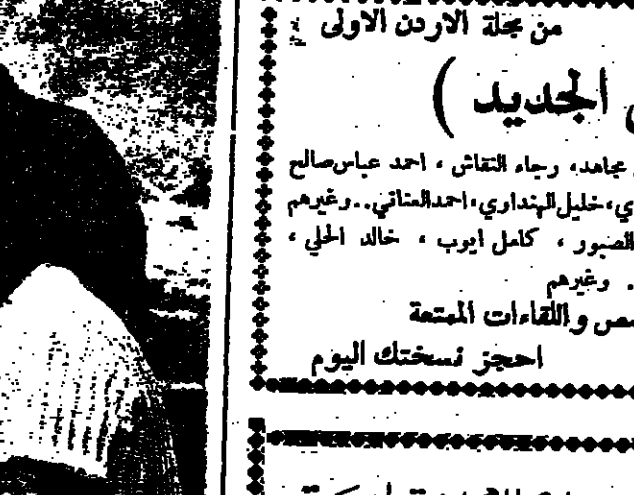 من مجلة الاردن الاولى
الجديد )
مجاهد، رجاء النقاش ، احمد عباس صالح
خليل الهنداوي، احمد العناني.. وغيرهم
الصبور ، كامل ايوب ، خالد الحلي ،
. وغيرهم
واللقاءات الممتعة
احجز نسختك اليوم